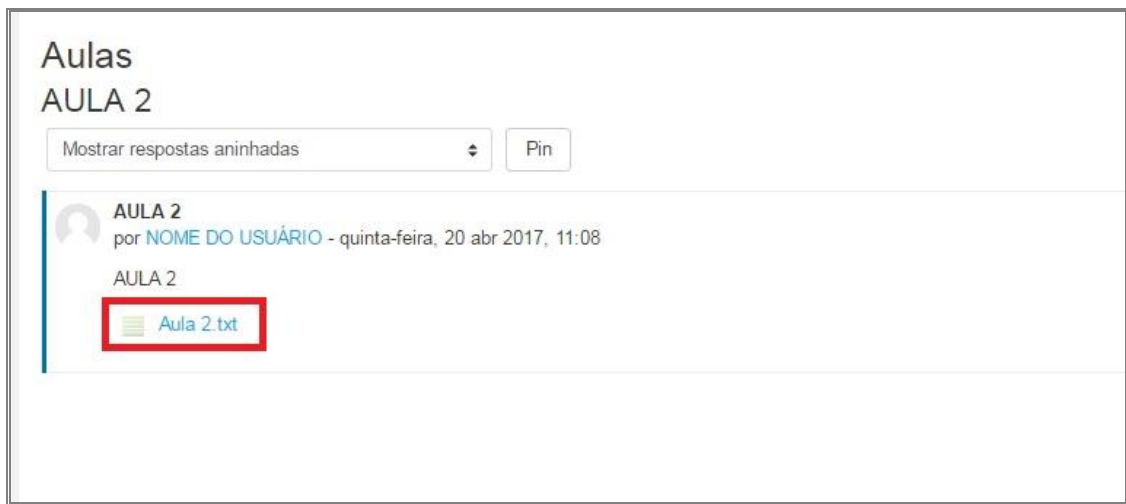 Aulas
AULA 2
Mostrar respostas aninhadas Pin
AULA 2
por NOME DO USUÁRIO - quinta-feira, 20 abr 2017, 11:08
AULA 2
Aula 2.txt